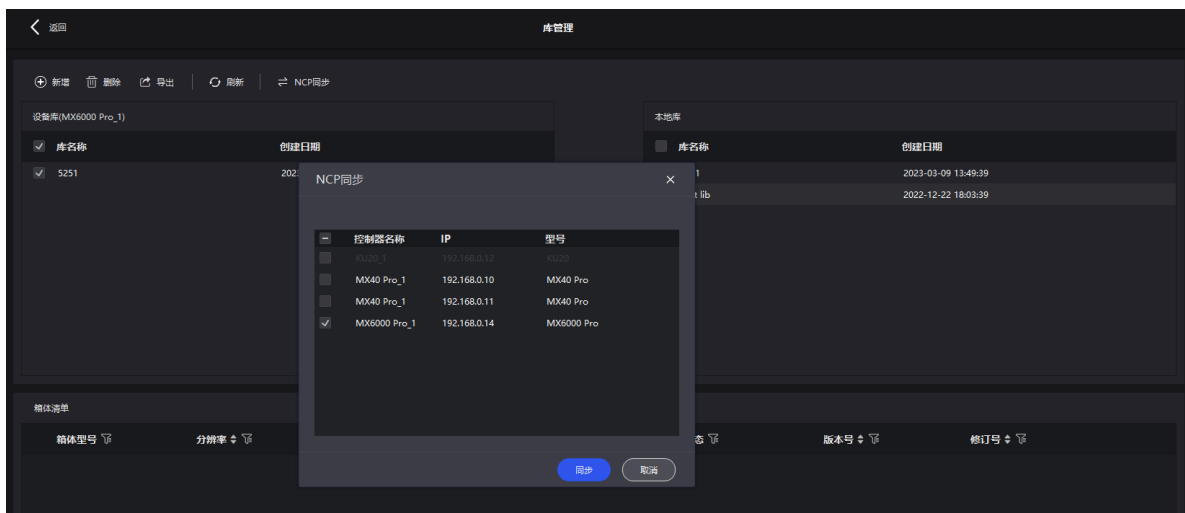 返回
库管理
新增 删除 导出 刷新 NCP同步
设备库(MX6000 Pro_1)
本地库
库名称 创建日期
库名称 创建日期
5251 202
1 2023-03-09 13:49:39
t lib 2022-12-22 18:03:39
NCP同步
控制器名称 IP 型号
KU20_1 192.168.0.12 KU20
MX40 Pro_1 192.168.0.10 MX40 Pro
MX40 Pro_1 192.168.0.11 MX40 Pro
MX6000 Pro_1 192.168.0.14 MX6000 Pro
同步 取消
箱体清单
箱体型号 分辨率 态 版本号 修订号